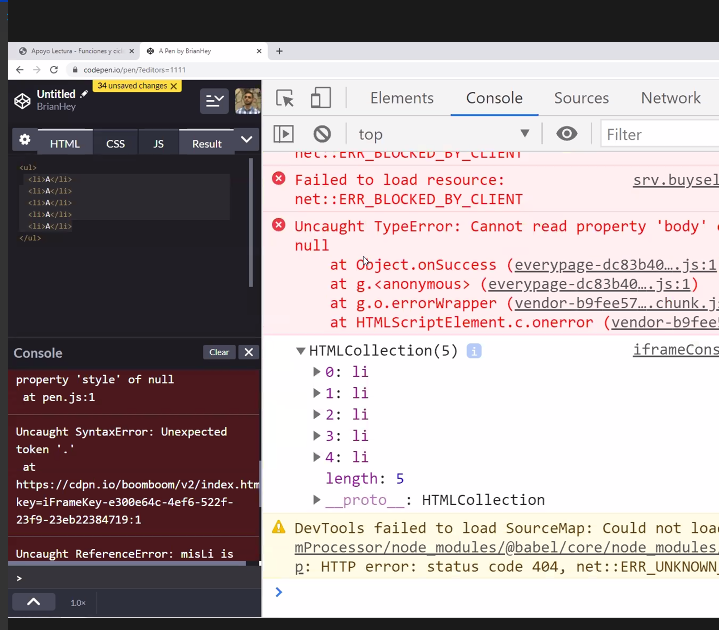 Apoyo Lectura - Funciones y cicl
A Pen by BrianHey
codepen.io/pen/?editors=1111
34 unsaved changes
Untitled
BrianHey
HTML
CSS
JS
Result
<ul>
<li>A</li>
<li>A</li>
<li>A</li>
<li>A</li>
<li>A</li>
</ul>
Console
Clear
property 'style' of null
at pen.js:1
Uncaught SyntaxError: Unexpected
token '.'
at
https://cdpn.io/boomboom/v2/index.htm
key=iFrameKey-e300e64c-4ef6-522f-
23f9-23eb22384719:1
Uncaught ReferenceError: misLi is
>
1.0×
Elements
Console
Sources
Network
top
Filter
net::ERR_BLOCKED_BY_CLIENT
Failed to load resource: srv.buysel
net::ERR_BLOCKED_BY_CLIENT
Uncaught TypeError: Cannot read property 'body' o
null
at Object.onSuccess (everypage-dc83b40….js:1
at g.<anonymous> (everypage-dc83b40….js:1)
at g.o.errorWrapper (vendor-b9fee57….chunk.js
at HTMLScriptElement.c.onerror (vendor-b9fee5
HTMLCollection(5) i iframeCons
0: li
1: li
2: li
3: li
4: li
length: 5
__proto__: HTMLCollection
DevTools failed to load SourceMap: Could not load
mProcessor/node_modules/@babel/core/node_modules
p: HTTP error: status code 404, net::ERR_UNKNOWN_
>